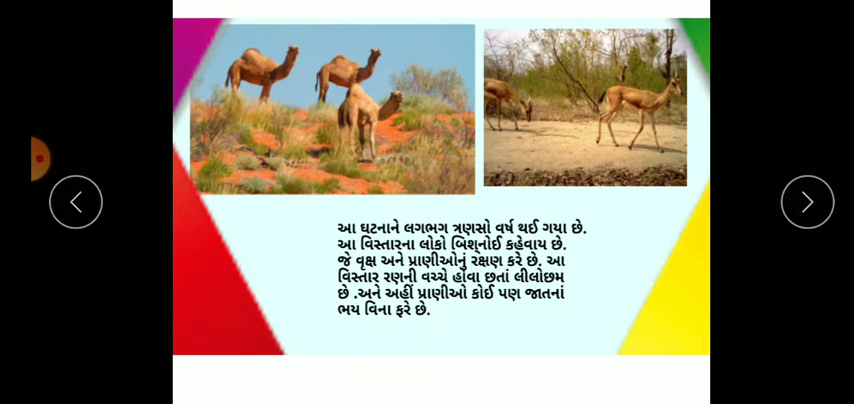 આ ઘટનાને લગભગ ત્રણસો વર્ષ થઈ ગયા છે.
આ વિસ્તારના લોકો બિશ્નોઈ કહેવાય છે.
જે વૃક્ષ અને પ્રાણીઓનું રક્ષણ કરે છે. આ
વિસ્તાર રણની વચ્ચે હોવા છતાં લીલોછમ
છે .અને અહીં પ્રાણીઓ કોઈ પણ જાતનાં
ભય વિના ફરે છે.